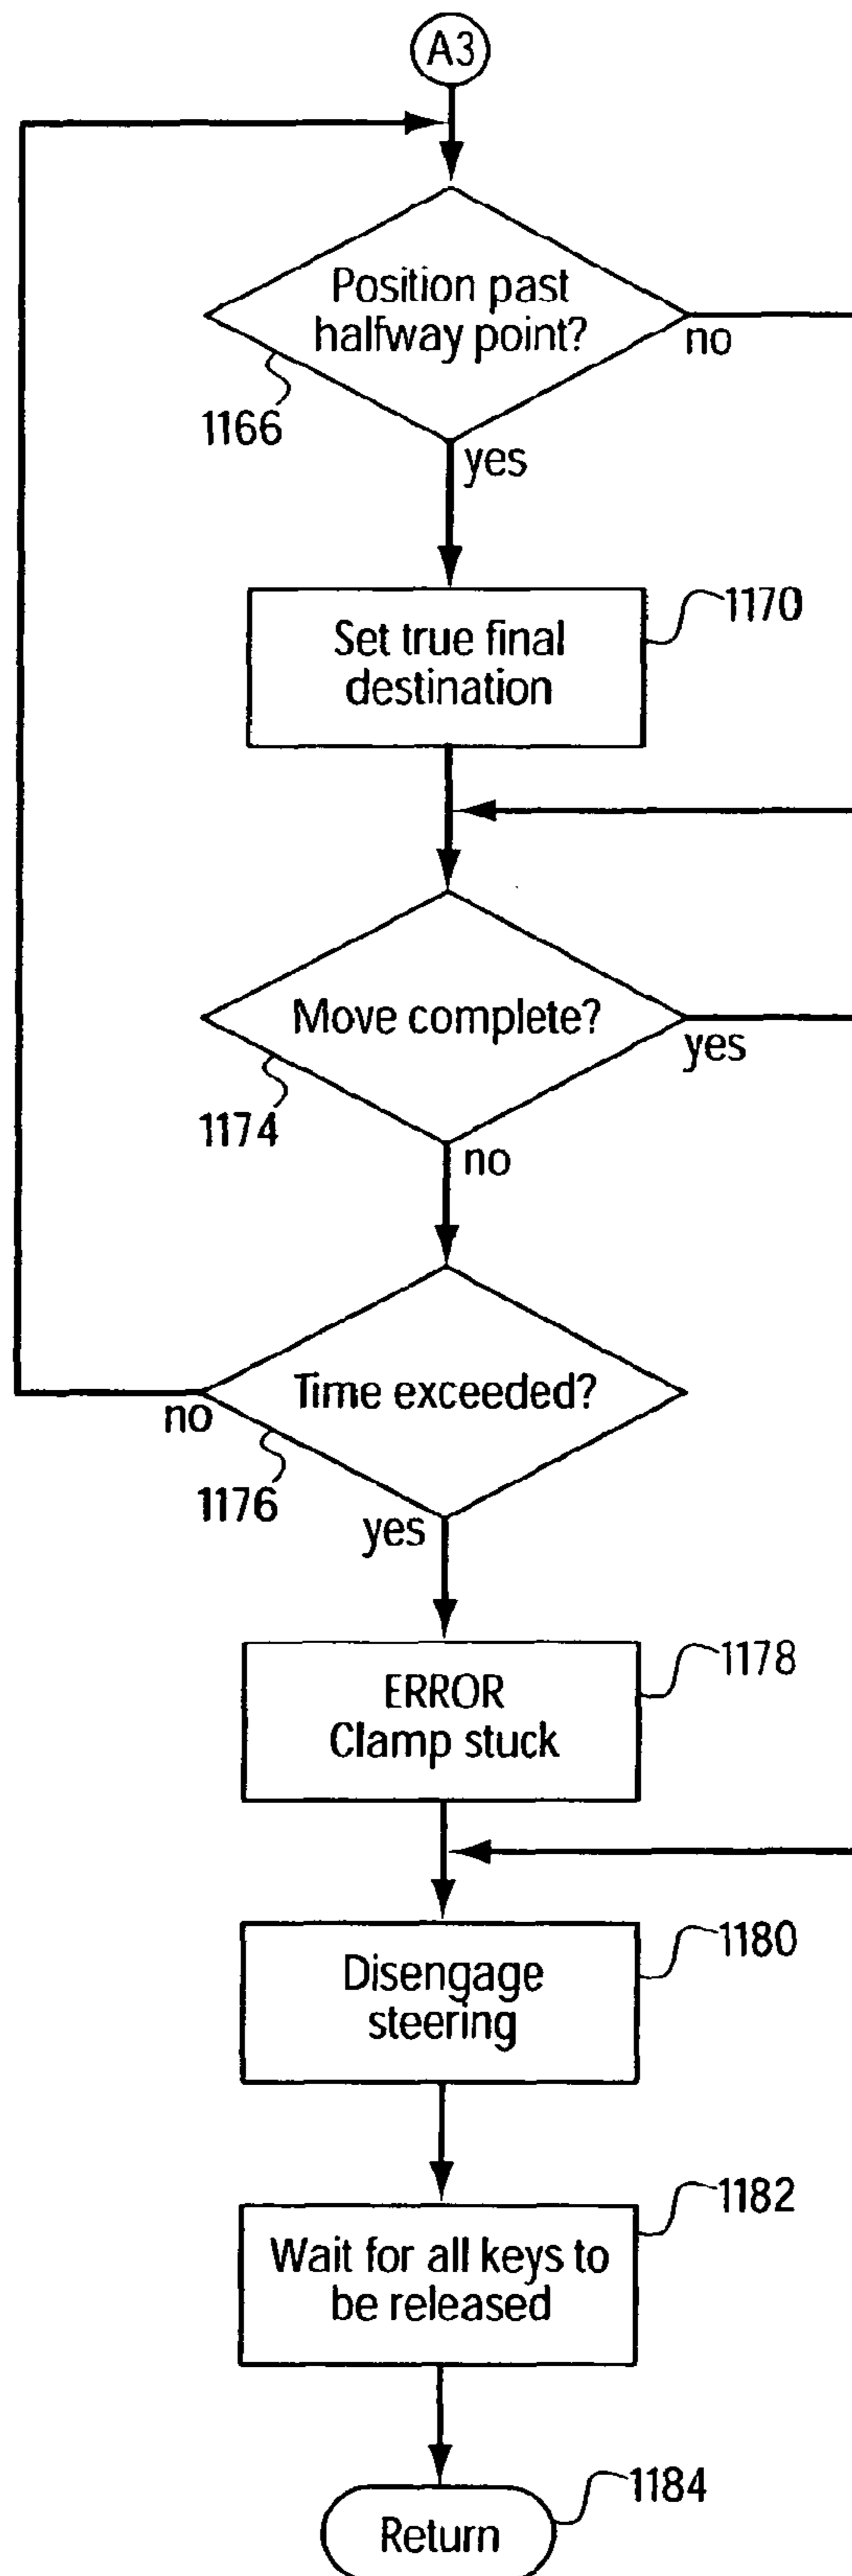 A3
Position past
halfway point?
no
1166
yes
1170
Set true final
destination
Move complete?
yes
1174
no
Time exceeded?
no
1176
yes
1178
ERROR
Clamp stuck
1180
Disengage
steering
1182
Wait for all keys to
be released
1184
Return